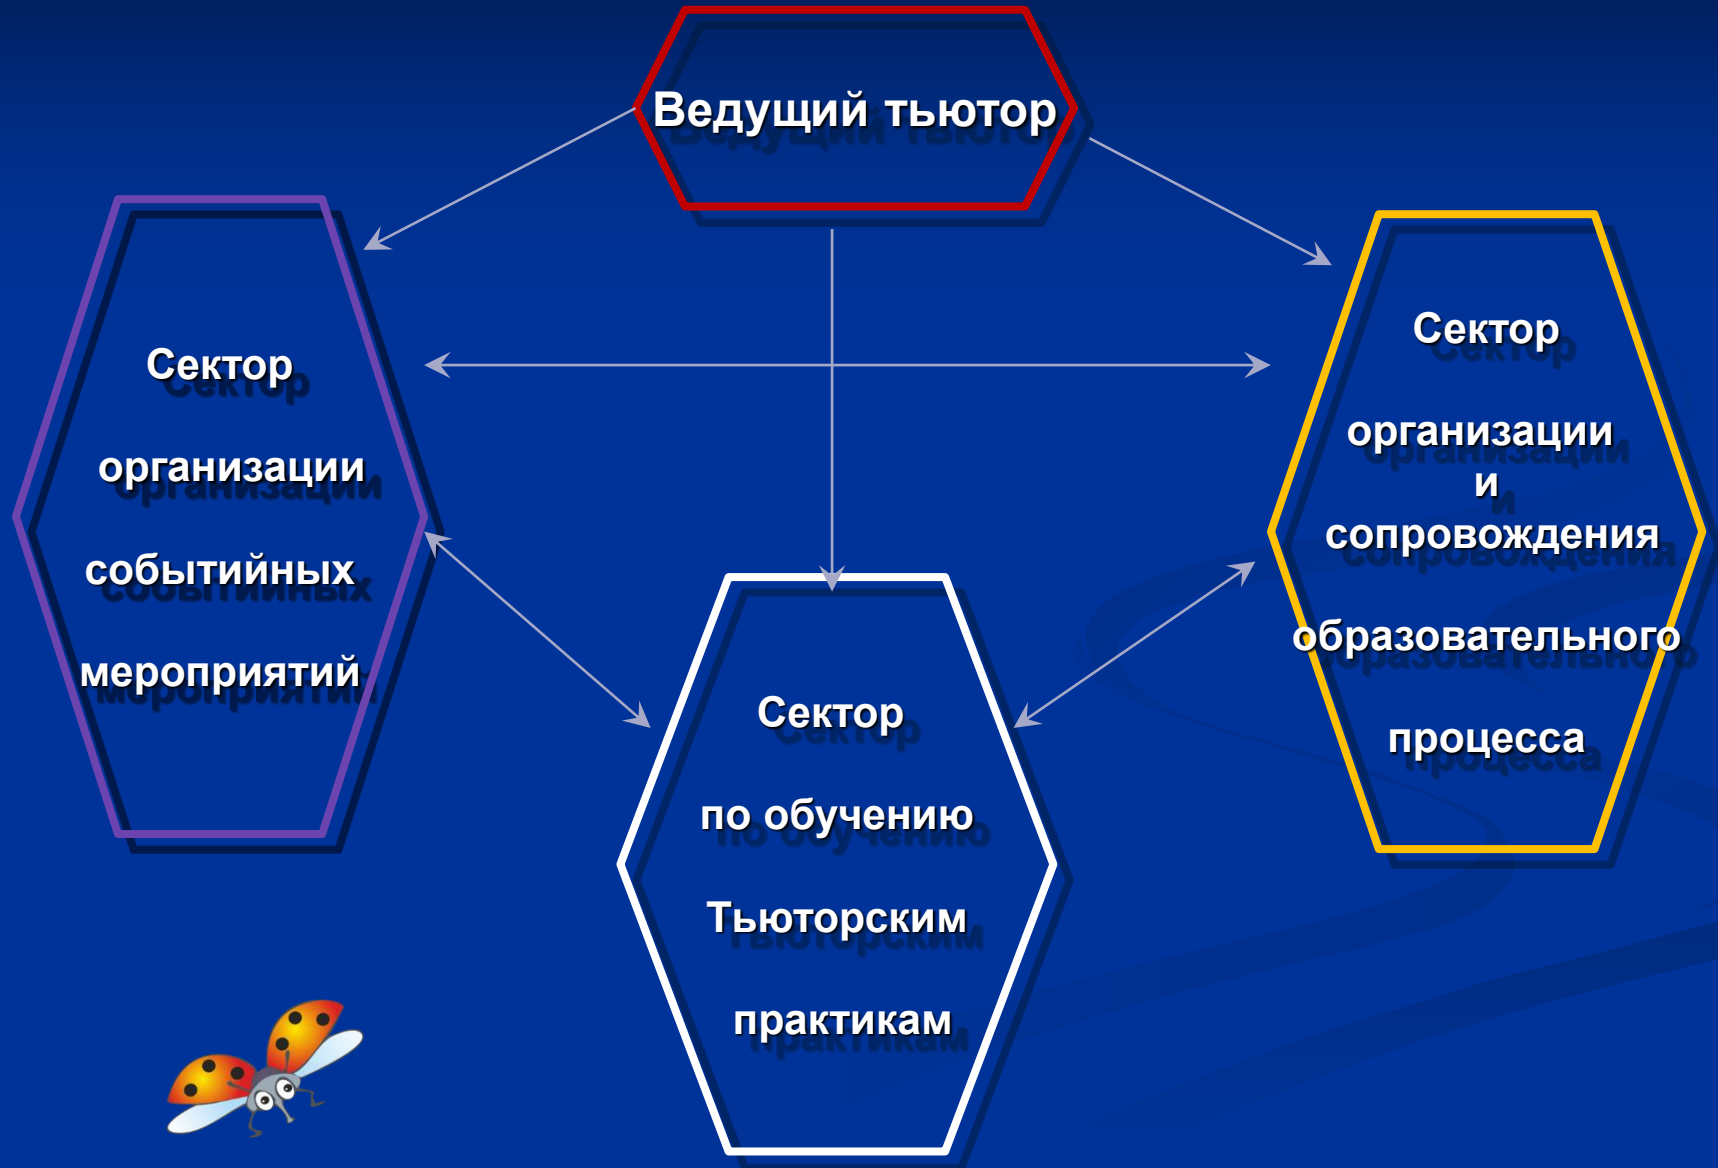 Ведущий тьютор
Сектор
организации
событийных
мероприятий
Сектор
по обучению
Тьюторским
практикам
Сектор
организации
и
сопровождения
образовательного
процесса